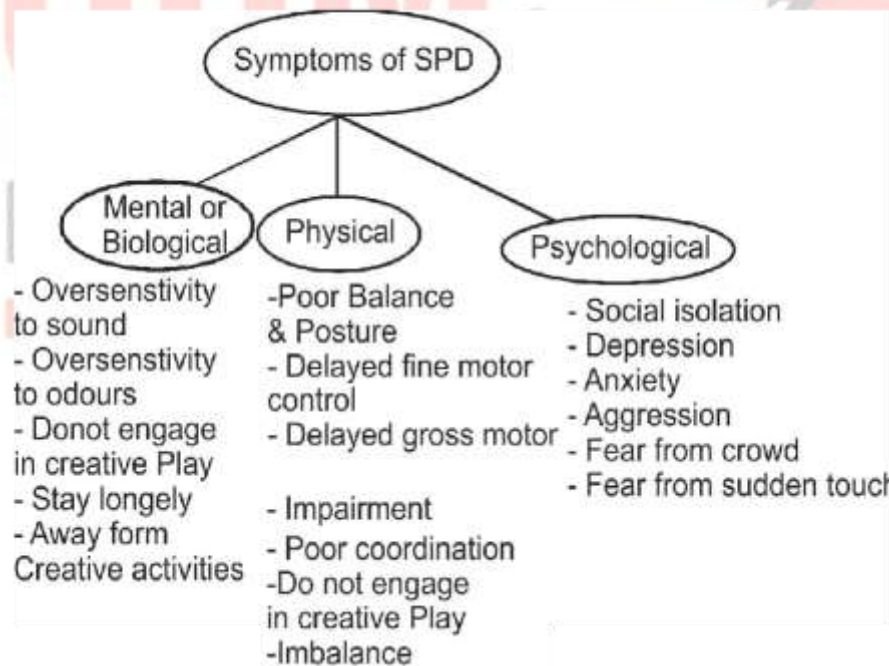 Symptoms of SPD
Mental or
Biological
- Oversenstivity
to sound
- Oversenstivity
to odours
- Donot engage
in creative Play
- Stay longely
- Away form
Creative activities
Physical
-Poor Balance
& Posture
- Delayed fine motor
control
- Delayed gross motor
- Impairment
- Poor coordination
-Do not engage
in creative Play
-Imbalance
Psychological
- Social isolation
- Depression
- Anxiety
- Aggression
- Fear from crowd
- Fear from sudden touch